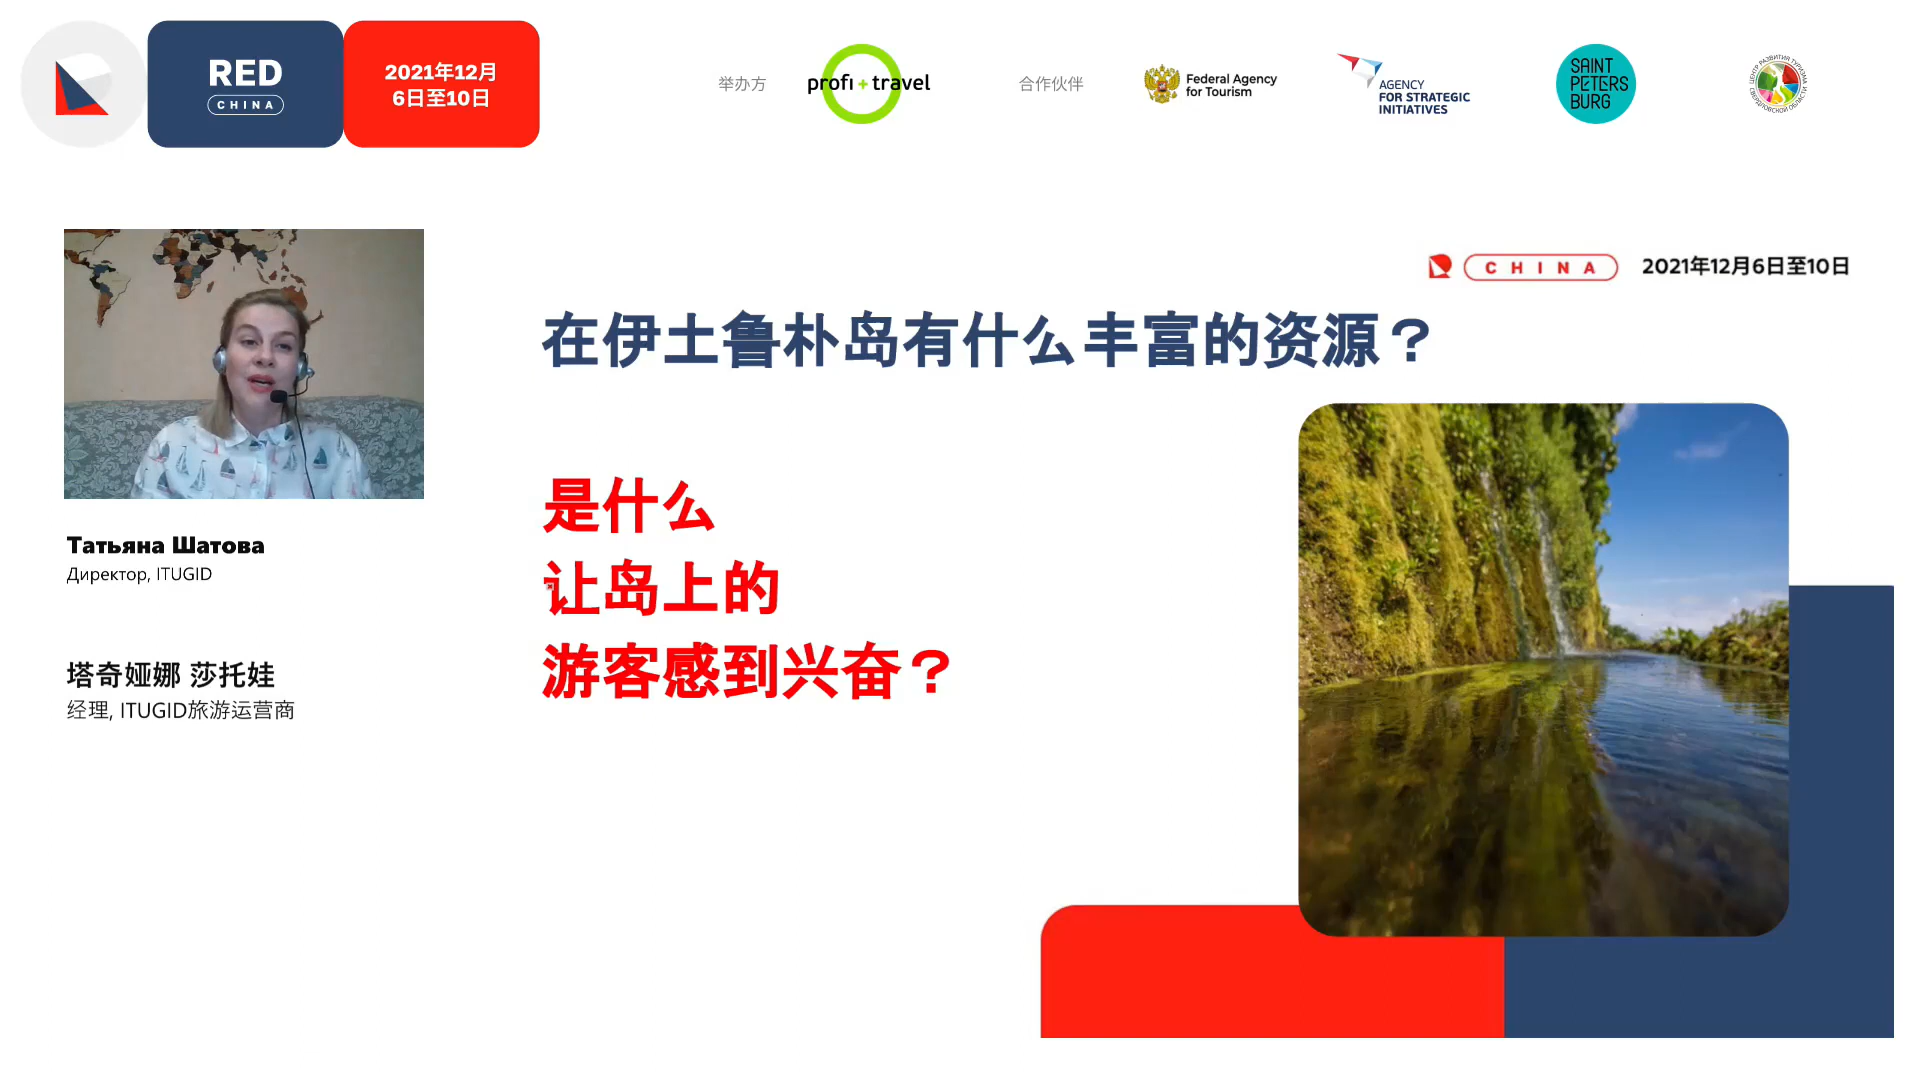 RED
CHINA
2021年12月
6日至10日
举办方
profi + travel
合作伙伴
Federal Agency
for Tourism
AGENCY
FOR STRATEGIC
INITIATIVES
SAINT
PETERS
BURG
ЦЕНТР РАЗВИТИЯ ТУРИЗМА
СВЕРДЛОВСКОЙ ОБЛАСТИ
CHINA
2021年12月6日至10日
在伊土鲁朴岛有什么丰富的资源？
是什么
让岛上的
游客感到兴奋？
Татьяна Шатова
Директор, ITUGID
塔奇娅娜 莎托娃
经理, ITUGID旅游运营商